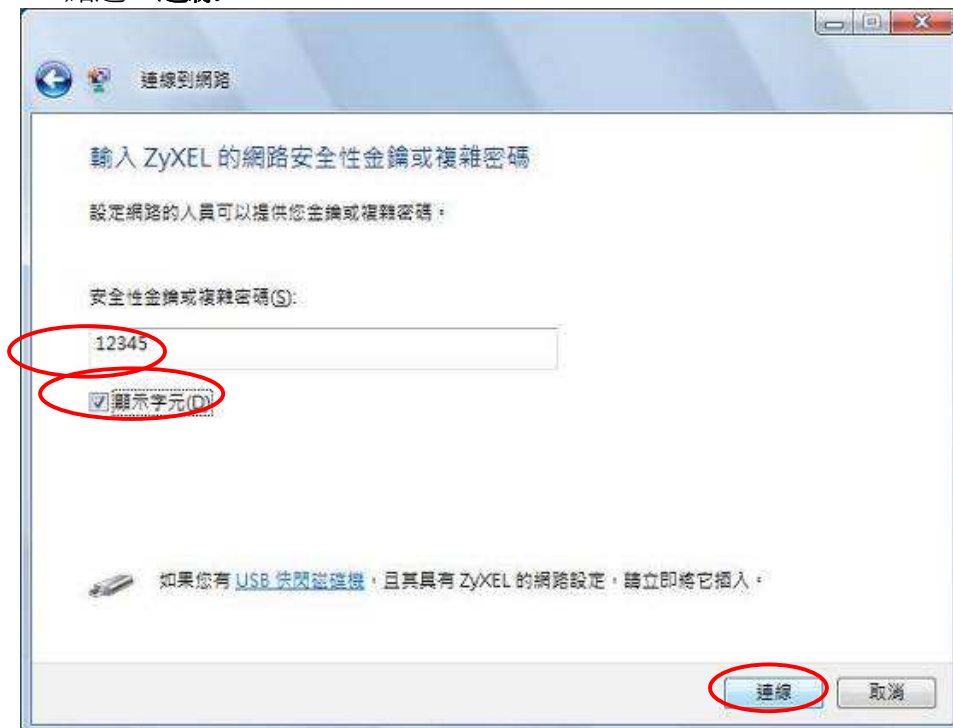 連線到網路
輸入 ZyXEL 的網路安全性金鑰或複雜密碼
設定網路的人員可以提供您金鑰或複雜密碼。
安全性金鑰或複雜密碼(S):
12345
顯示字元(D)
如果您有 USB 快閃磁碟機，且其具有 ZyXEL 的網路設定，請立即將它插入。
連線
取消